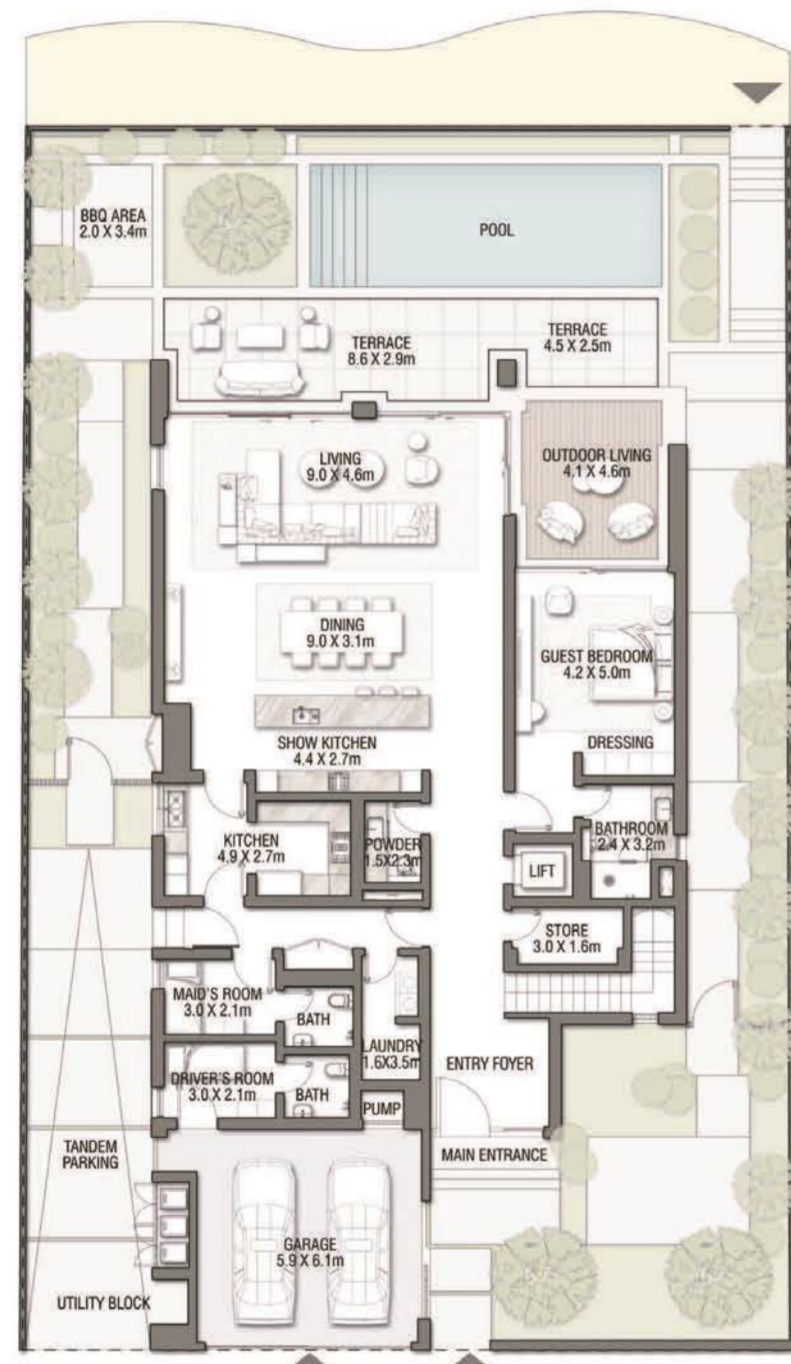 BBQ AREA
2.0 X 3.4m
POOL
TERRACE
8.6 X 2.9m
TERRACE
4.5 X 2.5m
LIVING
9.0 X 4.6m
OUTDOOR LIVING
4.1 X 4.6m
DINING
9.0 X 3.1m
GUEST BEDROOM
4.2 X 5.0m
SHOW KITCHEN
4.4 X 2.7m
DRESSING
KITCHEN
4.9 X 2.7m
POWDER
1.5X2.3m
BATHROOM
2.4 X 3.2m
LIFT
STORE
3.0 X 1.6m
MAID'S ROOM
3.0 X 2.1m
BATH
LAUNDRY
1.6X3.5m
ENTRY FOYER
DRIVER'S ROOM
3.0 X 2.1m
BATH
PUMP
TANDEM
PARKING
MAIN ENTRANCE
GARAGE
5.9 X 6.1m
UTILITY BLOCK